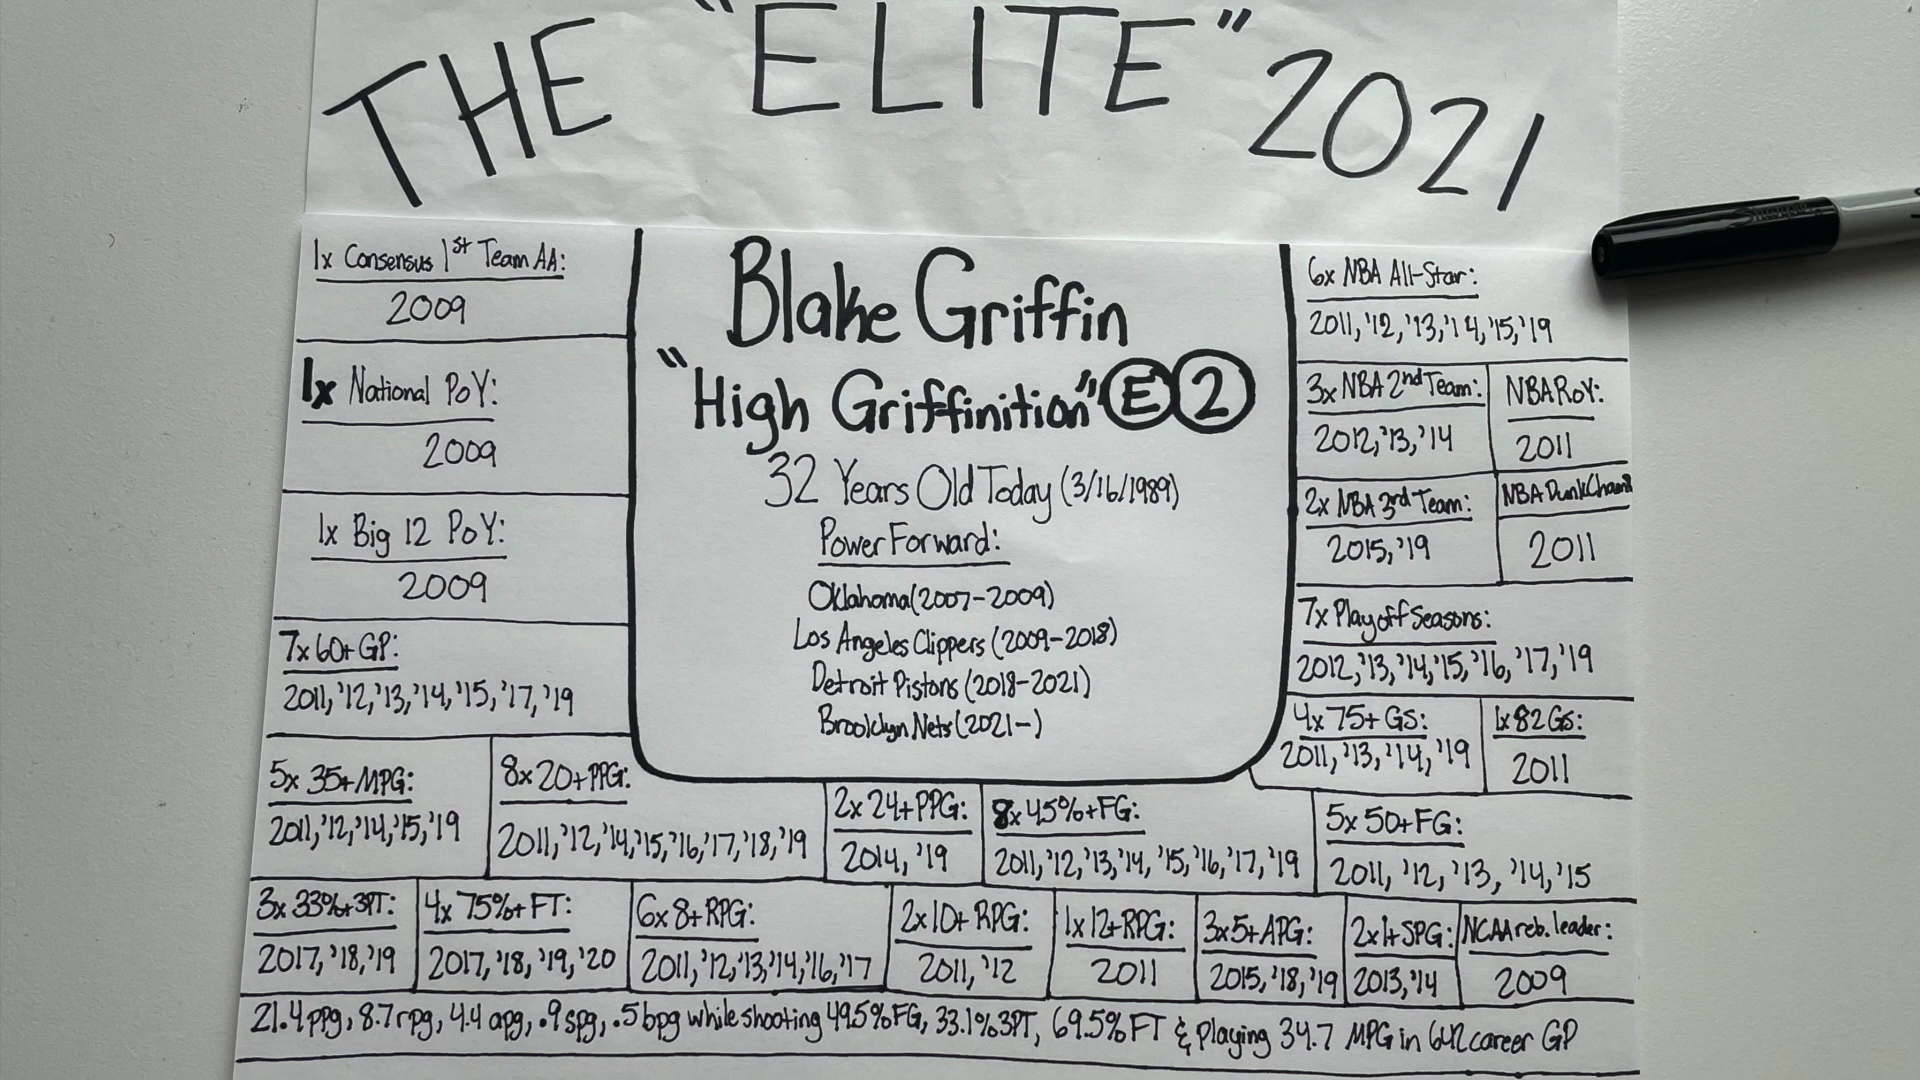 THE "ELITE" 2021
1x Consensus 1st Team AA:
2009
1x National PoY:
2009
1x Big 12 PoY:
2009
7x 60+ GP:
2011, '12, '13, '14, '15, '17, '19
Blake Griffin
"High Griffinition" E 2
32 Years Old Today (3/16/1989)
Power Forward:
Oklahoma (2007-2009)
Los Angeles Clippers (2009-2018)
Detroit Pistons (2018-2021)
Brooklyn Nets (2021-)
6x NBA All-Star:
2011, '12, '13, '14, '15, '19
3x NBA 2nd Team:
2012, '13, '14
NBA RoY:
2011
2x NBA 3rd Team:
2015, '19
NBA Dunk Champ
2011
7x Playoff Seasons:
2012, '13, '14, '15, '16, '17, '19
4x 75+ GS:
2011, '13, '14, '19
1x 82 GS:
2011
5x 35+ MPG:
2011, '12, '14, '15, '19
8x 20+ PPG:
2011, '12, '14, '15, '16, '17, '18, '19
2x 24+ PPG:
2014, '19
8x 45%+ FG:
2011, '12, '13, '14, '15, '16, '17, '19
5x 50+ FG:
2011, '12, '13, '14, '15
3x 33%+ 3PT:
2017, '18, '19
4x 75%+ FT:
2017, '18, '19, '20
6x 8+ RPG:
2011, '12, '13, '14, '16, '17
2x 10+ RPG:
2011, '12
1x 12+ RPG:
2011
3x 5+ APG:
2015, '18, '19
2x 1+ SPG:
2013, '14
NCAA reb. leader:
2009
21.4 ppg, 8.7 rpg, 4.4 apg, .9 spg, .5 bpg while shooting 49.5% FG, 33.1% 3PT, 69.5% FT & playing 34.7 MPG in 642 career GP
Sharpie